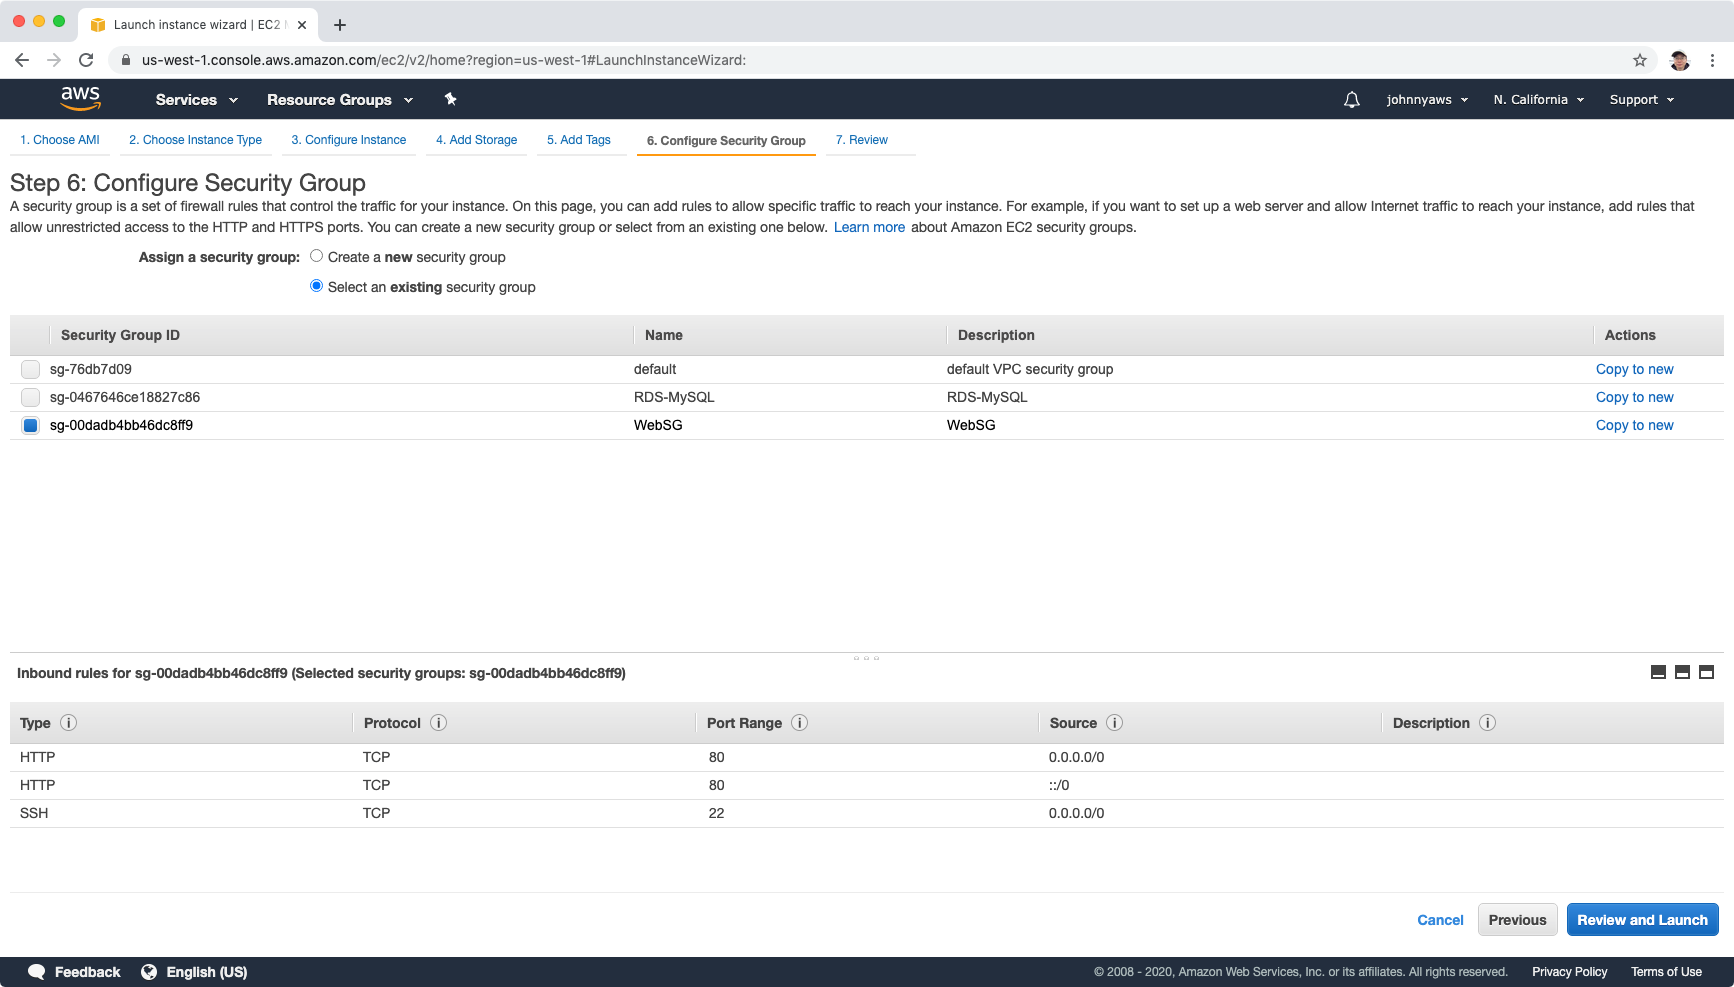 Launch instance wizard | EC2
us-west-1.console.aws.amazon.com/ec2/v2/home?region=us-west-1#LaunchInstanceWizard:
aws Services Resource Groups johnnyaws N. California Support
1. Choose AMI 2. Choose Instance Type 3. Configure Instance 4. Add Storage 5. Add Tags 6. Configure Security Group 7. Review
Step 6: Configure Security Group
A security group is a set of firewall rules that control the traffic for your instance. On this page, you can add rules to allow specific traffic to reach your instance. For example, if you want to set up a web server and allow Internet traffic to reach your instance, add rules that
allow unrestricted access to the HTTP and HTTPS ports. You can create a new security group or select from an existing one below. Learn more about Amazon EC2 security groups.
Assign a security group: Create a new security group
Select an existing security group
Security Group ID Name Description Actions
sg-76db7d09 default default VPC security group Copy to new
sg-0467646ce18827c86 RDS-MySQL RDS-MySQL Copy to new
sg-00dadb4bb46dc8ff9 WebSG WebSG Copy to new
Inbound rules for sg-00dadb4bb46dc8ff9 (Selected security groups: sg-00dadb4bb46dc8ff9)
Type Protocol Port Range Source Description
HTTP TCP 80 0.0.0.0/0
HTTP TCP 80 ::/0
SSH TCP 22 0.0.0.0/0
Cancel Previous Review and Launch
Feedback English (US) © 2008 - 2020, Amazon Web Services, Inc. or its affiliates. All rights reserved. Privacy Policy Terms of Use